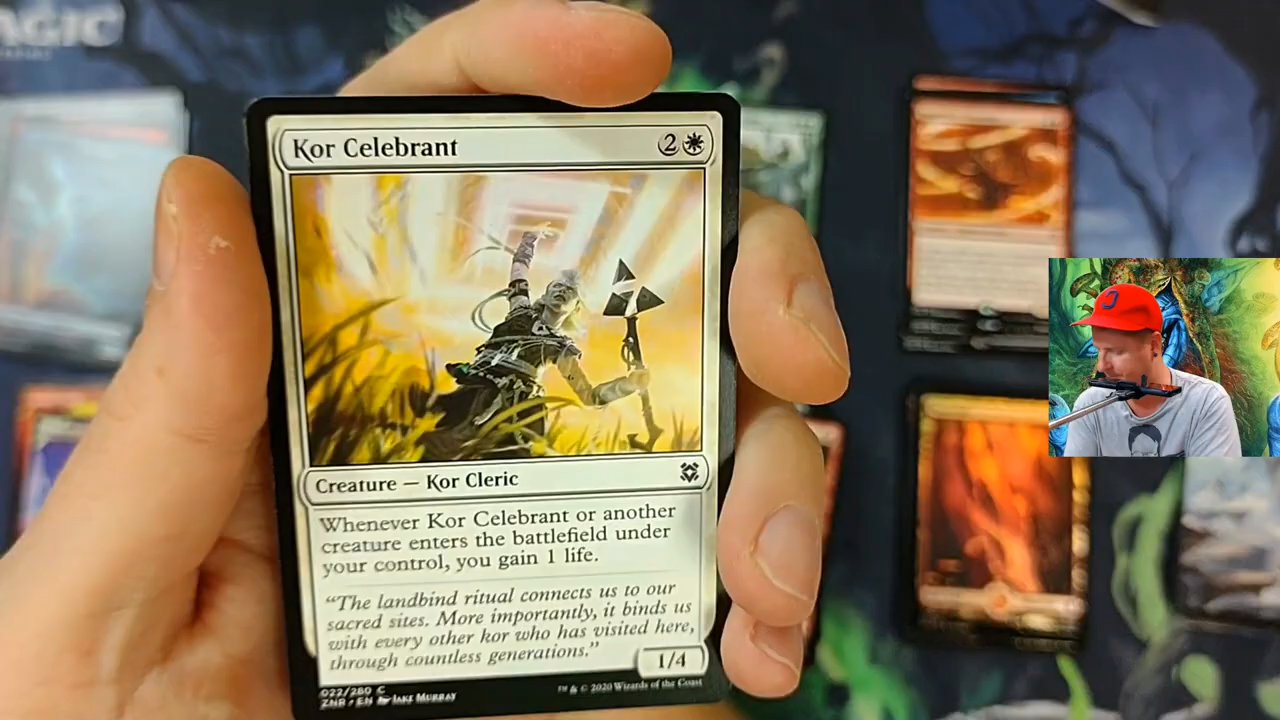 AGIC
Kor Celebrant 2
Creature — Kor Cleric
Whenever Kor Celebrant or another
creature enters the battlefield under
your control, you gain 1 life.
“The landbind ritual connects us to our
sacred sites. More importantly, it binds us
with every other kor who has visited here,
through countless generations.”
1/4
022/280 C
ZNR • EN Jake Murray
™ & © 2020 Wizards of the Coast